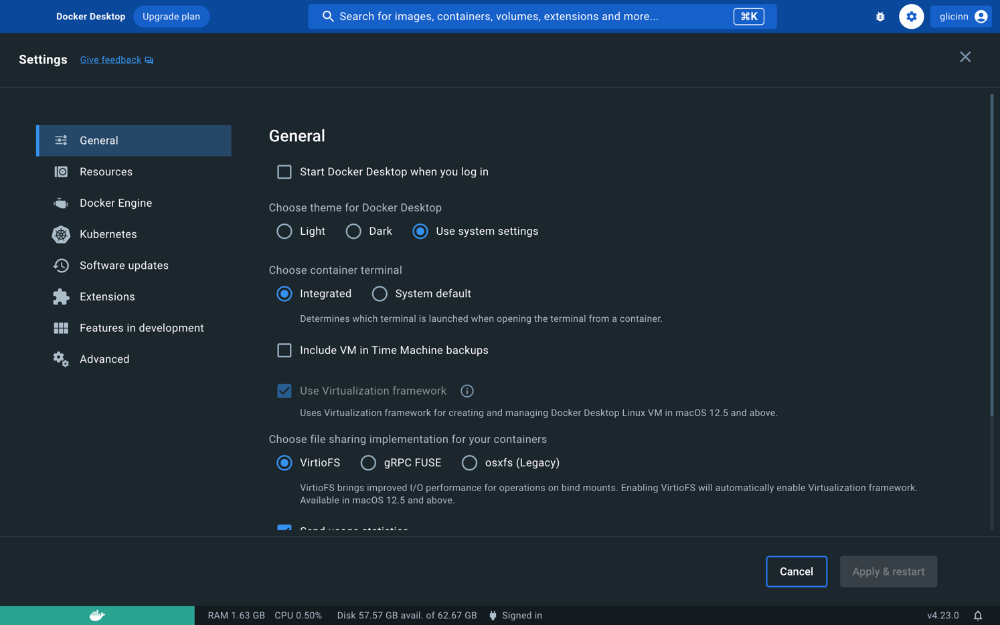 Docker Desktop
Upgrade plan
Search for images, containers, volumes, extensions and more...
⌘K
glicinn
Settings
Give feedback
General
Resources
Docker Engine
Kubernetes
Software updates
Extensions
Features in development
Advanced
General
Start Docker Desktop when you log in
Choose theme for Docker Desktop
Light Dark Use system settings
Choose container terminal
Integrated System default
Determines which terminal is launched when opening the terminal from a container.
Include VM in Time Machine backups
Use Virtualization framework
Uses Virtualization framework for creating and managing Docker Desktop Linux VM in macOS 12.5 and above.
Choose file sharing implementation for your containers
VirtioFS gRPC FUSE osxfs (Legacy)
VirtioFS brings improved I/O performance for operations on bind mounts. Enabling VirtioFS will automatically enable Virtualization framework.
Available in macOS 12.5 and above.
Send usage statistics
Cancel
Apply & restart
RAM 1.63 GB CPU 0.50% Disk 57.57 GB avail. of 62.67 GB Signed in
v4.23.0